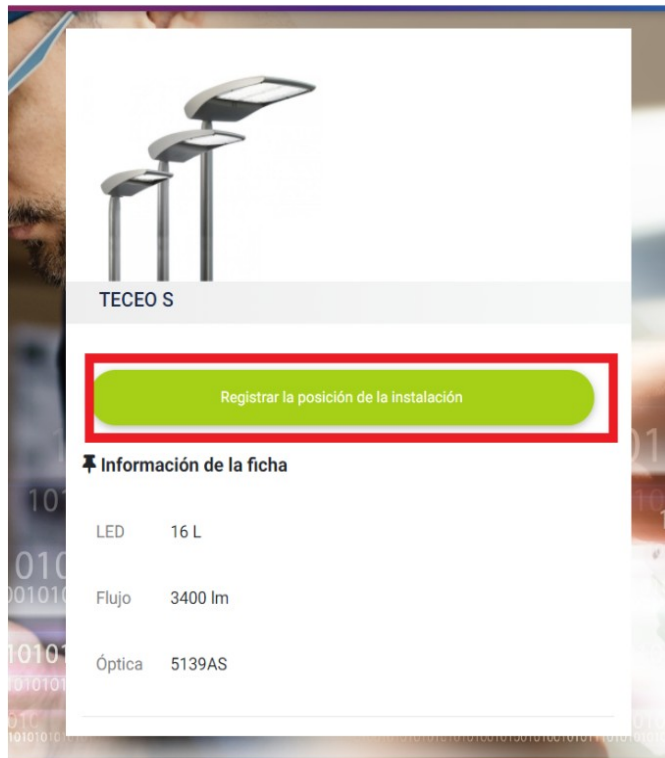 TECEO S
Registrar la posición de la instalación
Información de la ficha
LED 16 L
Flujo 3400 lm
Óptica 5139AS